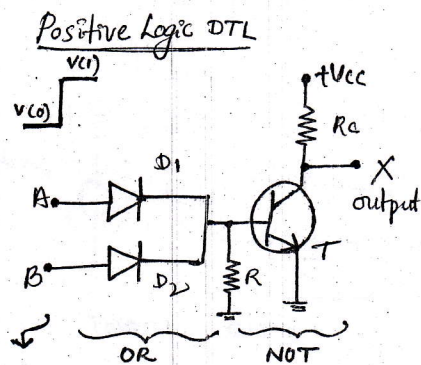 Positive Logic DTL
V(1)
V(0)
+Vcc
Rc
D1
A
X
output
T
B
D2
R
OR
NOT